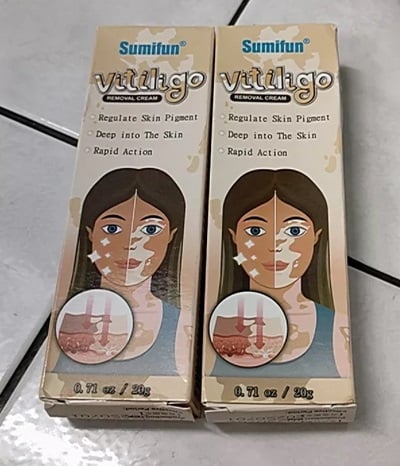 Sumifun®
Vitiligo
REMOVAL CREAM
Regulate Skin Pigment
Deep into The Skin
Rapid Action
0.71 oz / 20g
Sumifun®
Vitiligo
REMOVAL CREAM
Regulate Skin Pigment
Deep into The Skin
Rapid Action
0.71 oz / 20g